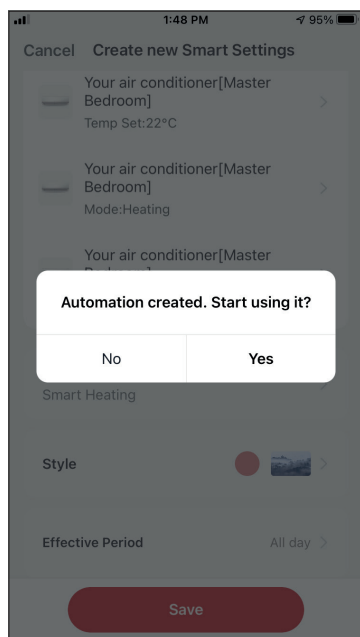 1:48 PM 95%
Cancel Create new Smart Settings
Your air conditioner[Master
Bedroom]
Temp Set:22°C
Your air conditioner[Master
Bedroom]
Mode:Heating
Your air conditioner[Master
Automation created. Start using it?
No Yes
Smart Heating
Style
Effective Period All day
Save